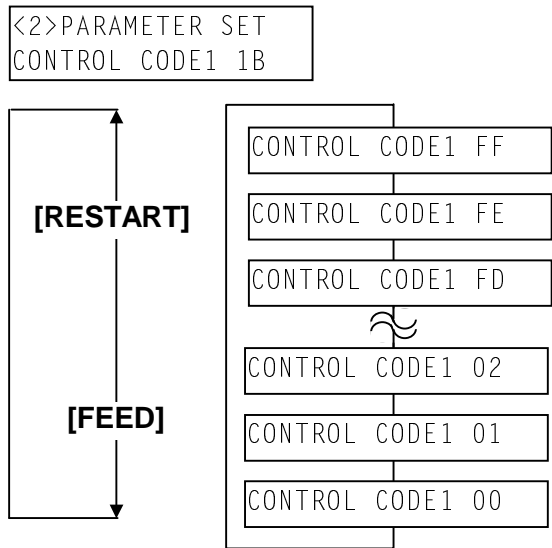 <2>PARAMETER SET
CONTROL CODE1 1B
CONTROL CODE1 FF
[RESTART]
CONTROL CODE1 FE
CONTROL CODE1 FD
CONTROL CODE1 02
[FEED]
CONTROL CODE1 01
CONTROL CODE1 00